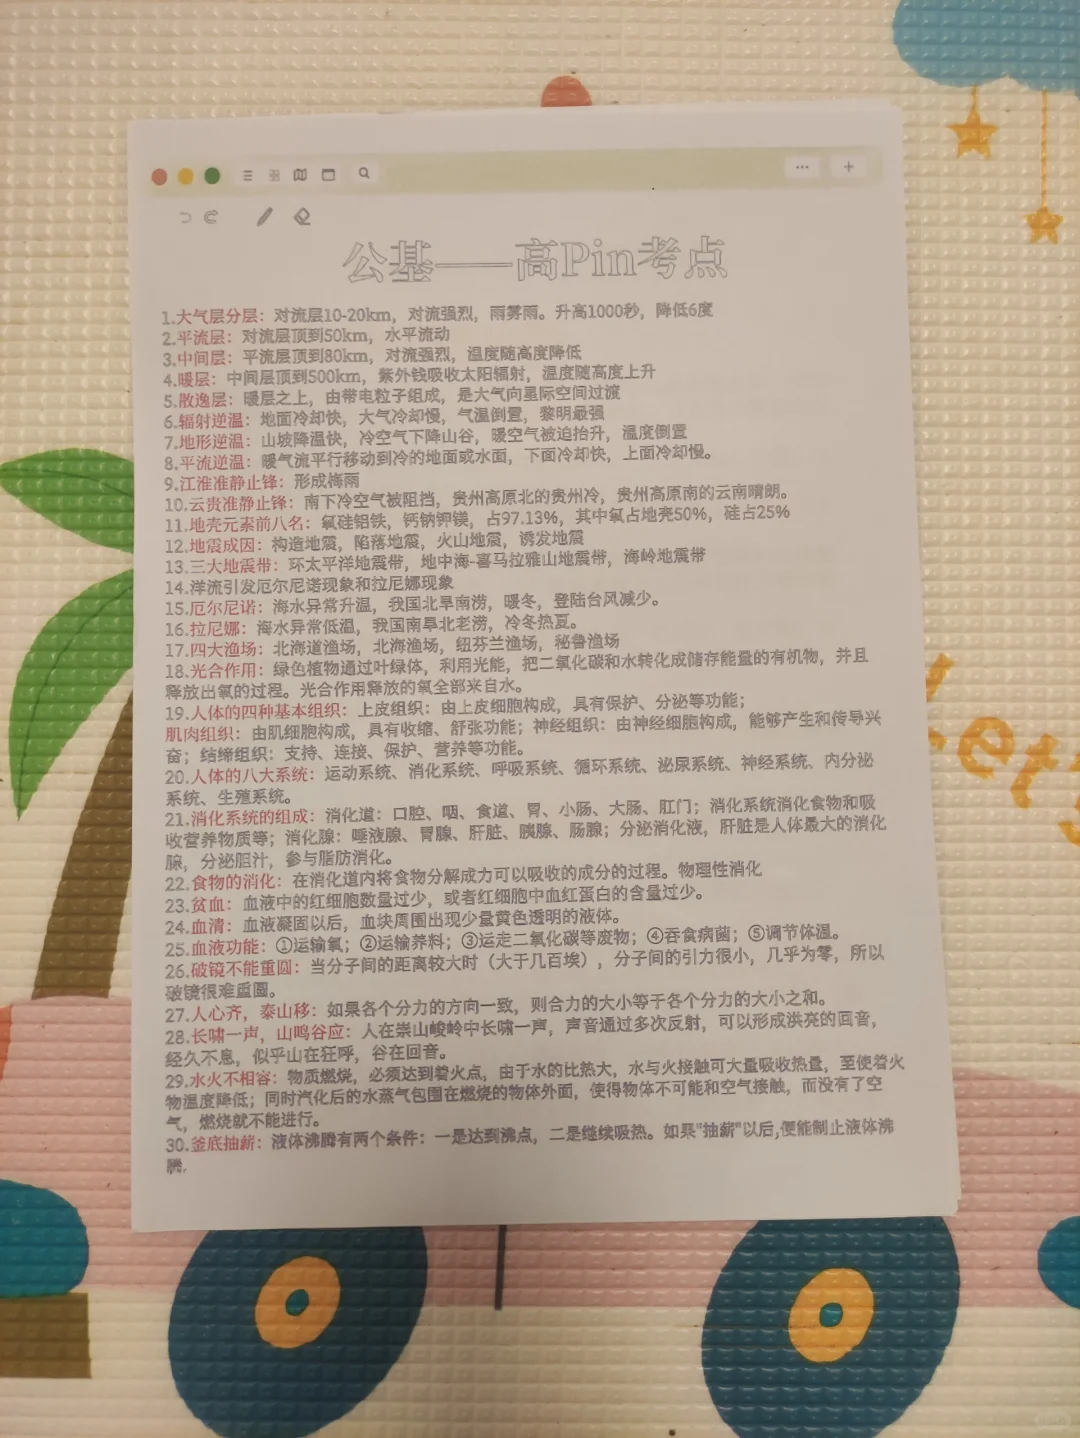 公基——高Pin考点
1.大气层分层：对流层10-20km，对流强烈，雨雾雨。升高1000秒，降低6度
2.平流层：对流层顶到50km，水平流动
3.中间层：平流层顶到80km，对流强烈，温度随高度降低
4.暖层：中间层顶到500km，紫外钱吸收太阳辐射，温度随高度上升
5.散逸层：暖层之上，由带电粒子组成，是大气向星际空间过渡
6.辐射逆温：地面冷却快，大气冷却慢，气温倒置，黎明最强
7.地形逆温：山坡降温快，冷空气下降山谷，暖空气被迫抬升，温度倒置
8.平流逆温：暖气流平行移动到冷的地面或水面，下面冷却快，上面冷却慢。
9.江淮准静止锋：形成梅雨
10.云贵准静止锋：南下冷空气被阻挡，贵州高原北的贵州冷，贵州高原南的云南晴朗。
11.地壳元素前八名：氧硅铝铁，钙钠钾镁，占97.13%，其中氧占地壳50%，硅占25%
12.地震成因：构造地震，陷落地震，火山地震，诱发地震
13.三大地震带：环太平洋地震带，地中海-喜马拉雅山地震带，海岭地震带
14.洋流引发厄尔尼诺现象和拉尼娜现象
15.厄尔尼诺：海水异常升温，我国北旱南涝，暖冬，登陆台风减少。
16.拉尼娜：海水异常低温，我国南旱北老涝，冷冬热夏。
17.四大渔场：北海道渔场，北海渔场，纽芬兰渔场，秘鲁渔场
18.光合作用：绿色植物通过叶绿体，利用光能，把二氧化碳和水转化成储存能量的有机物，并且
释放出氧的过程。光合作用释放的氧全部来自水。
19.人体的四种基本组织：上皮组织：由上皮细胞构成，具有保护、分泌等功能；
肌肉组织：由肌细胞构成，具有收缩、舒张功能；神经组织：由神经细胞构成，能够产生和传导兴
奋；结缔组织：支持、连接、保护、营养等功能。
20.人体的八大系统：运动系统、消化系统、呼吸系统、循环系统、泌尿系统、神经系统、内分泌
系统、生殖系统。
21.消化系统的组成：消化道：口腔、咽、食道、胃、小肠、大肠、肛门；消化系统消化食物和吸
收营养物质等；消化腺：唾液腺、胃腺、肝脏、胰腺、肠腺；分泌消化液，肝脏是人体最大的消化
腺，分泌胆汁，参与脂肪消化。
22.食物的消化：在消化道内将食物分解成力可以吸收的成分的过程。物理性消化
23.贫血：血液中的红细胞数量过少，或者红细胞中血红蛋白的含量过少。
24.血清：血液凝固以后，血块周围出现少量黄色透明的液体。
25.血液功能：①运输氧；②运输养料；③运走二氧化碳等废物；④吞食病菌；⑤调节体温。
26.破镜不能重圆：当分子间的距离较大时（大于几百埃），分子间的引力很小，几乎为零，所以
破镜很难重圆。
27.人心齐，泰山移：如果各个分力的方向一致，则合力的大小等于各个分力的大小之和。
28.长啸一声，山鸣谷应：人在崇山峻岭中长啸一声，声音通过多次反射，可以形成洪亮的回音，
经久不息，似乎山在狂呼，谷在回音。
29.水火不相容：物质燃烧，必须达到着火点，由于水的比热大，水与火接触可大量吸收热量，至使着火
物温度降低；同时汽化后的水蒸气包围在燃烧的物体外面，使得物体不可能和空气接触，而没有了空
气，燃烧就不能进行。
30.釜底抽薪：液体沸腾有两个条件：一是达到沸点，二是继续吸热。如果"抽薪"以后,便能制止液体沸
腾.